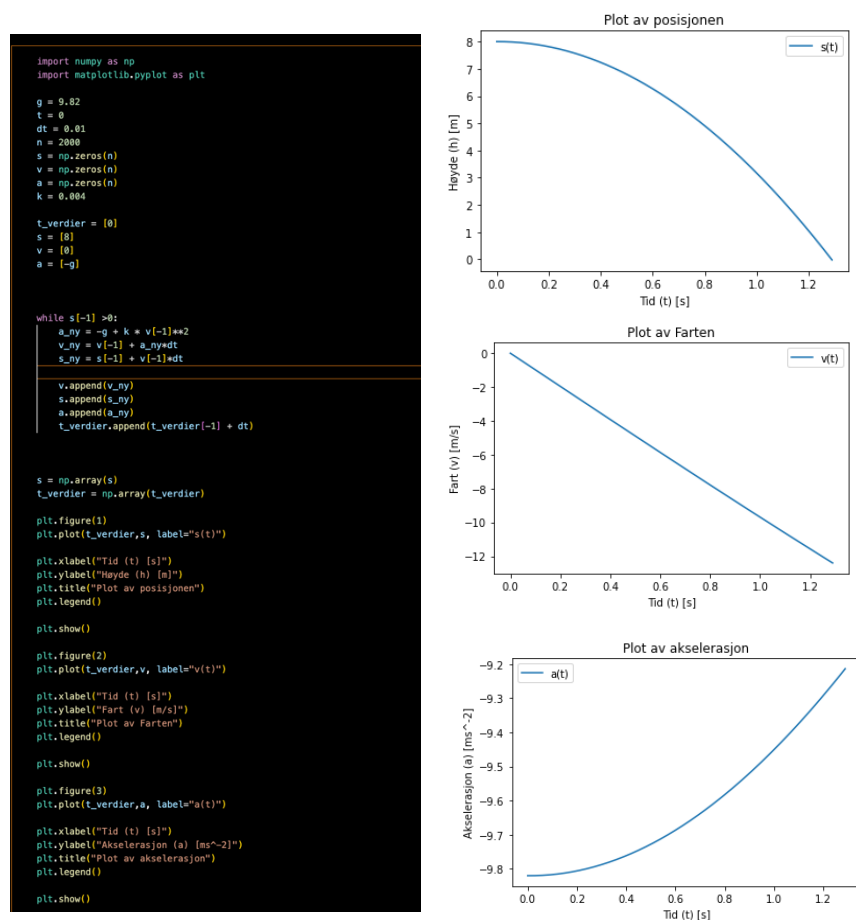 import numpy as np
import matplotlib.pyplot as plt
g = 9.82
t = 0
dt = 0.01
n = 2000
s = np.zeros(n)
v = np.zeros(n)
a = np.zeros(n)
k = 0.004
t_verdier = [0]
s = [8]
v = [0]
a = [-g]
while s[-1] >0:
a_ny = -g + k * v[-1]**2
v_ny = v[-1] + a_ny*dt
s_ny = s[-1] + v[-1]*dt
v.append(v_ny)
s.append(s_ny)
a.append(a_ny)
t_verdier.append(t_verdier[-1] + dt)
s = np.array(s)
t_verdier = np.array(t_verdier)
plt.figure(1)
plt.plot(t_verdier,s, label="s(t)")
plt.xlabel("Tid (t) [s]")
plt.ylabel("Høyde (h) [m]")
plt.title("Plot av posisjonen")
plt.legend()
plt.show()
plt.figure(2)
plt.plot(t_verdier,v, label="v(t)")
plt.xlabel("Tid (t) [s]")
plt.ylabel("Fart (v) [m/s]")
plt.title("Plot av Farten")
plt.legend()
plt.show()
plt.figure(3)
plt.plot(t_verdier,a, label="a(t)")
plt.xlabel("Tid (t) [s]")
plt.ylabel("Akselerasjon (a) [ms^-2]")
plt.title("Plot av akselerasjon")
plt.legend()
plt.show()
Plot av posisjonen
s(t)
Høyde (h) [m]
8
7
6
5
4
3
2
1
0
0.0 0.2 0.4 0.6 0.8 1.0 1.2
Tid (t) [s]
Plot av Farten
v(t)
Fart (v) [m/s]
0
−2
−4
−6
−8
−10
−12
0.0 0.2 0.4 0.6 0.8 1.0 1.2
Tid (t) [s]
Plot av akselerasjon
a(t)
Akselerasjon (a) [ms^-2]
−9.2
−9.3
−9.4
−9.5
−9.6
−9.7
−9.8
0.0 0.2 0.4 0.6 0.8 1.0 1.2
Tid (t) [s]